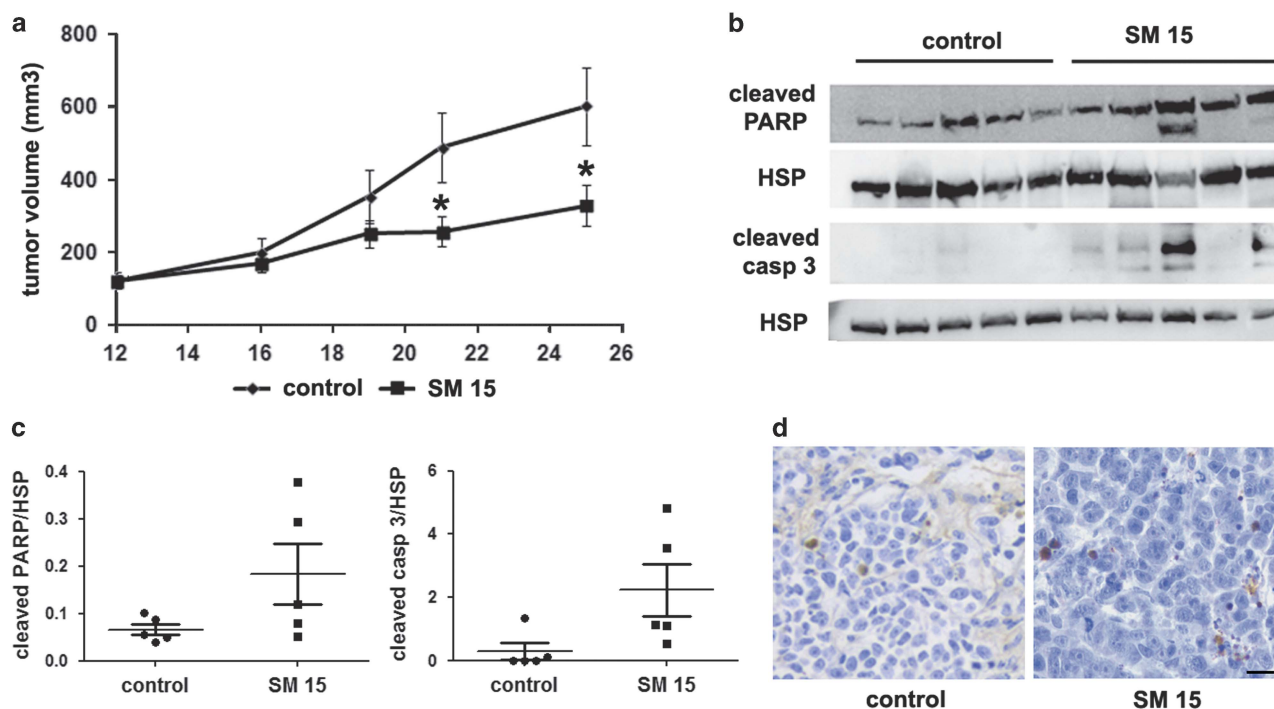 a
tumor volume (mm3)
800
600
400
200
0
*
*
12
14
16
18
20
22
24
26
control
SM 15
b
control
SM 15
cleaved
PARP
HSP
cleaved
casp 3
HSP
c
cleaved PARP/HSP
0.4
0.3
0.2
0.1
0.0
control
SM 15
cleaved casp 3/HSP
6
4
2
0
control
SM 15
d
control
SM 15